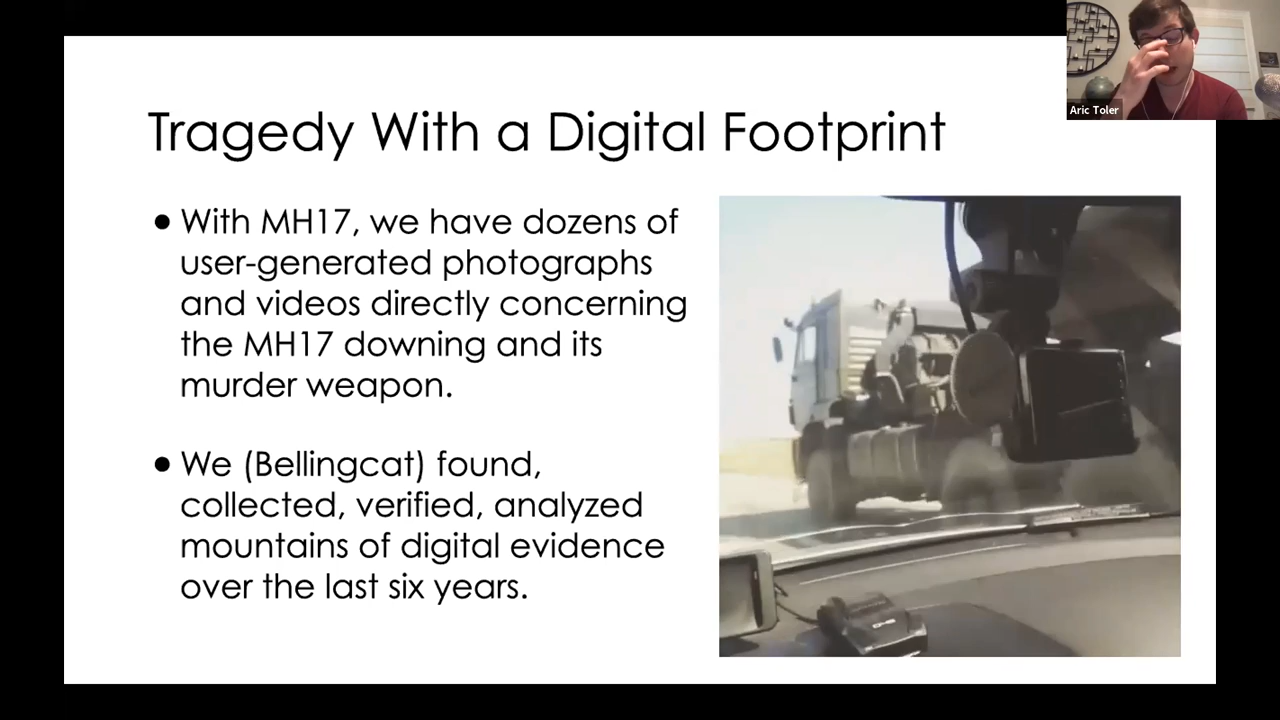 Aric Toler
Tragedy With a Digital Footprint
● With MH17, we have dozens of
user-generated photographs
and videos directly concerning
the MH17 downing and its
murder weapon.
● We (Bellingcat) found,
collected, verified, analyzed
mountains of digital evidence
over the last six years.